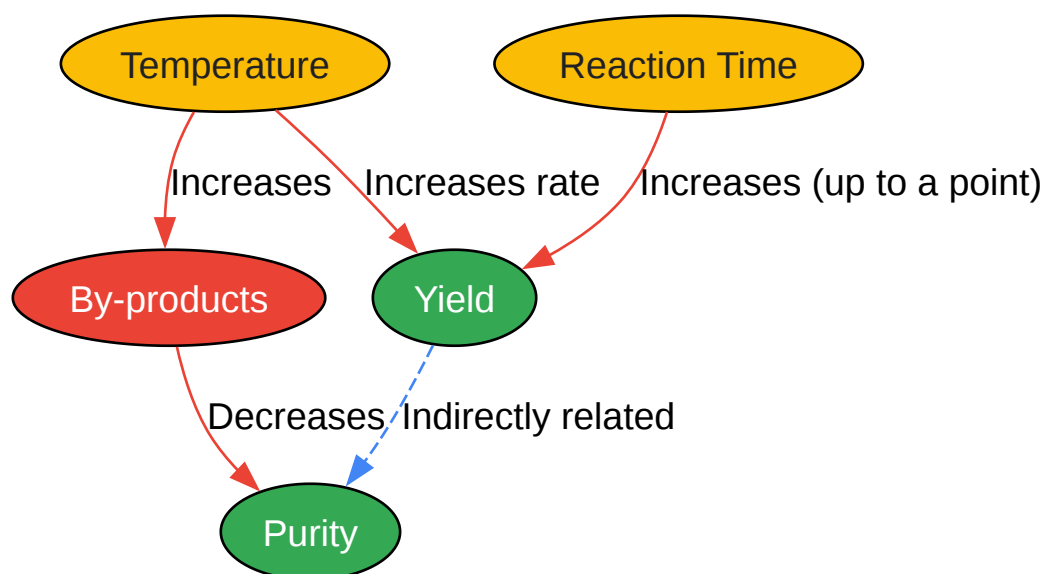 Temperature
Reaction Time
Increases
Increases rate
Increases (up to a point)
By-products
Yield
Decreases
Indirectly related
Purity